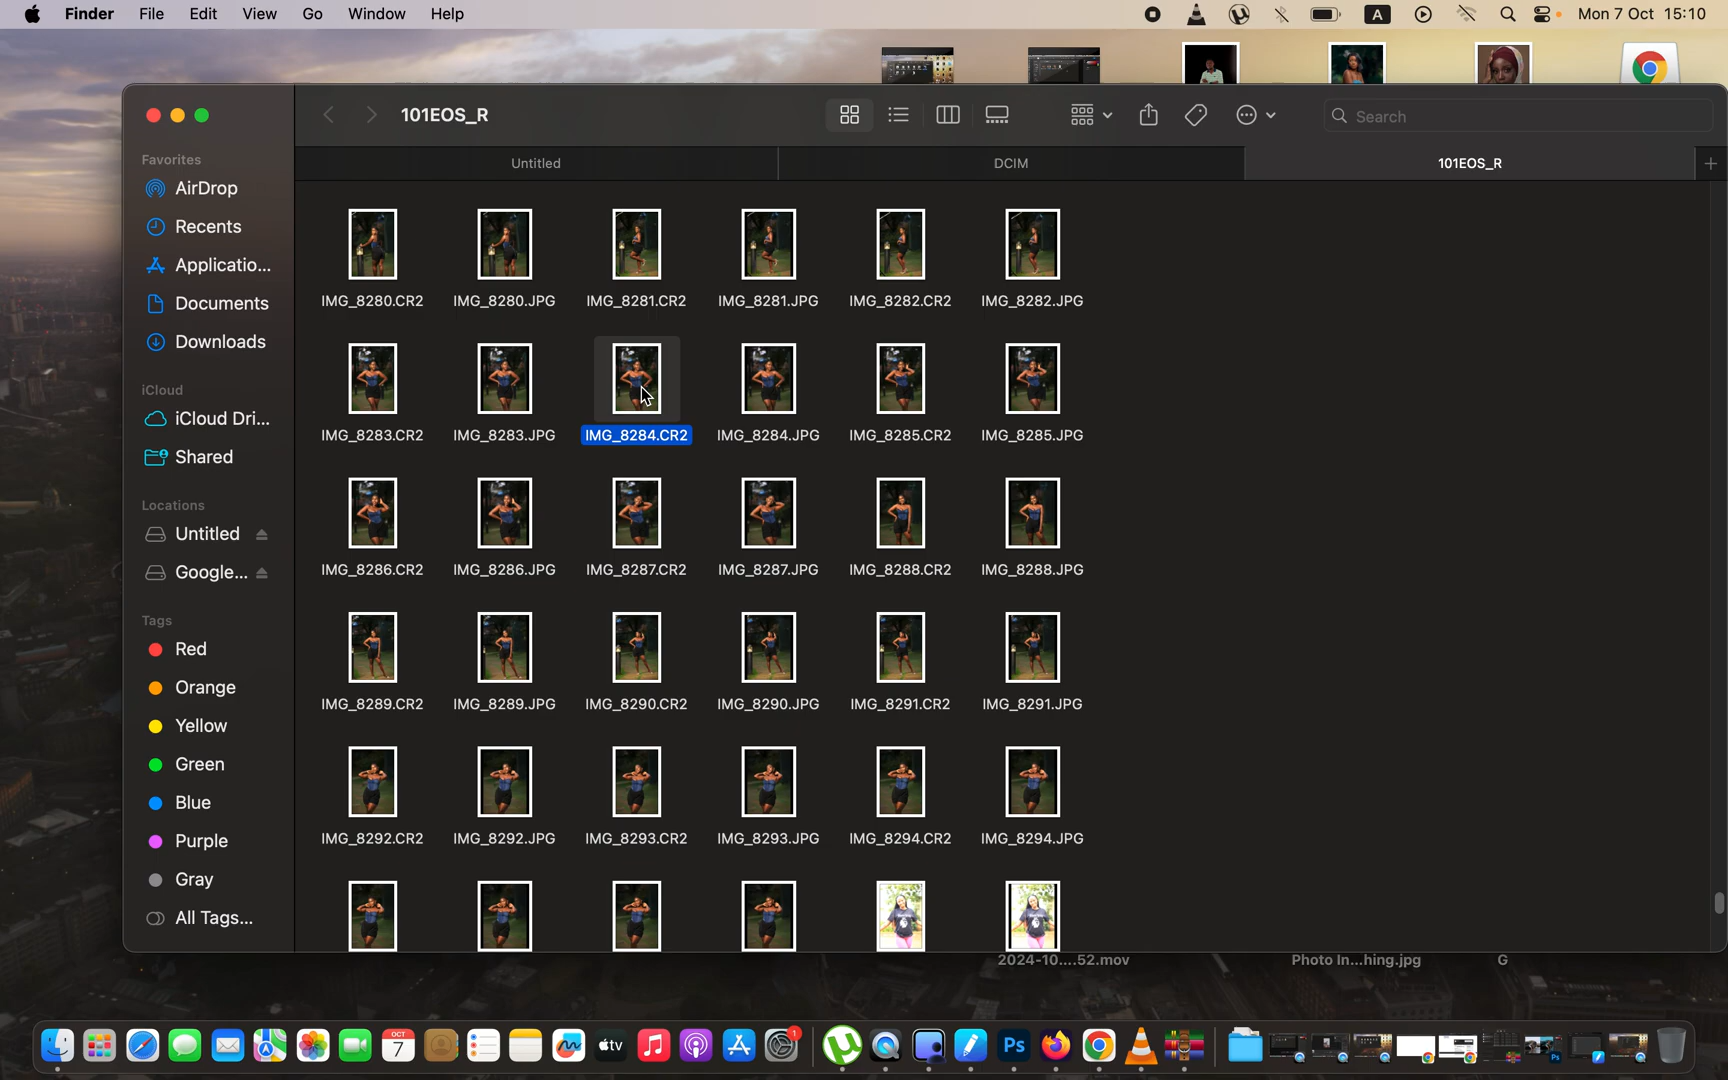 Finder File Edit View Go Window Help A Mon 7 Oct 15:10
101EOS_R Search
Untitled DCIM 101EOS_R
Favorites
AirDrop
Recents
Applicatio...
Documents
Downloads
iCloud
iCloud Dri...
Shared
Locations
Untitled
Google...
Tags
Red
Orange
Yellow
Green
Blue
Purple
Gray
All Tags...
IMG_8280.CR2 IMG_8280.JPG IMG_8281.CR2 IMG_8281.JPG IMG_8282.CR2 IMG_8282.JPG
IMG_8283.CR2 IMG_8283.JPG IMG_8284.CR2 IMG_8284.JPG IMG_8285.CR2 IMG_8285.JPG
IMG_8286.CR2 IMG_8286.JPG IMG_8287.CR2 IMG_8287.JPG IMG_8288.CR2 IMG_8288.JPG
IMG_8289.CR2 IMG_8289.JPG IMG_8290.CR2 IMG_8290.JPG IMG_8291.CR2 IMG_8291.JPG
IMG_8292.CR2 IMG_8292.JPG IMG_8293.CR2 IMG_8293.JPG IMG_8294.CR2 IMG_8294.JPG
2024-10....52.mov Photo In...hing.jpg G
OCT
7
tv
1
Ps